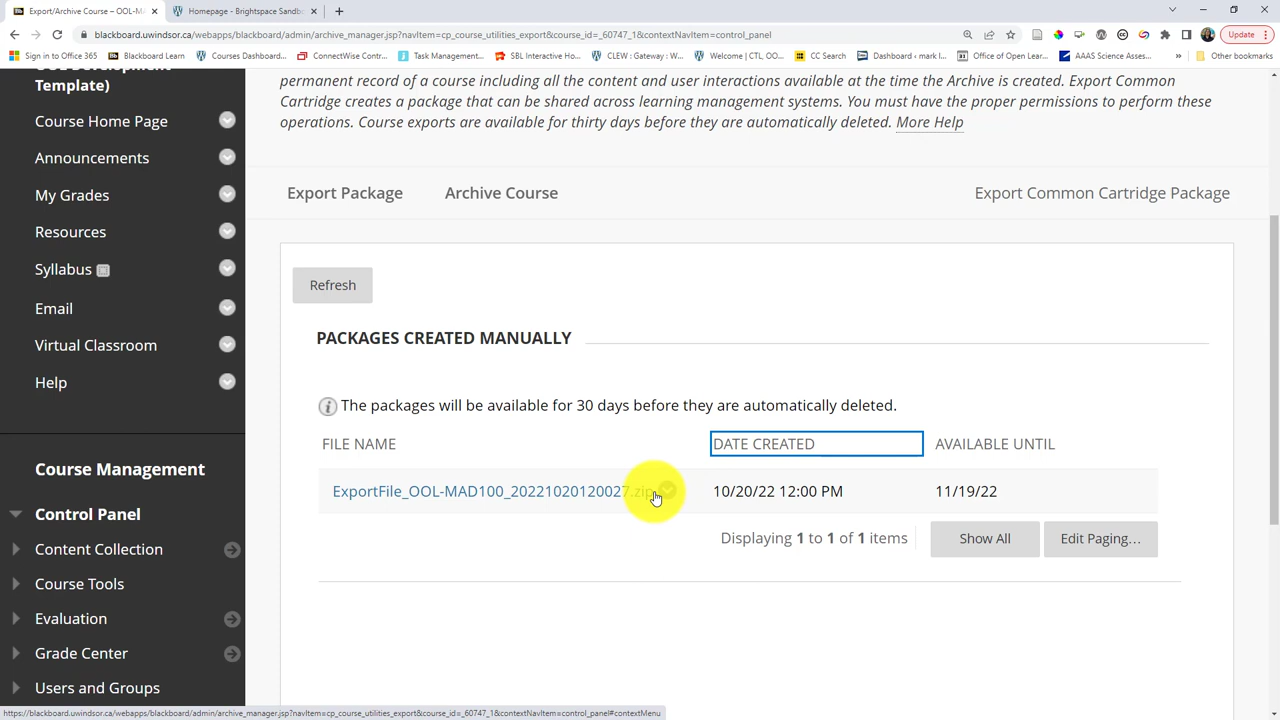 Export/Archive Course – OOL-M
Homepage - Brightspace Sandb
blackboard.uwindsor.ca/webapps/blackboard/admin/archive_manager.jsp?navItem=cp_course_utilities_export&course_id=_60747_1&contextNavItem=control_panel
Update
Sign in to Office 365
Blackboard Learn
Courses Dashboard...
ConnectWise Contr...
Task Management...
SBL Interactive Ho...
CLEW : Gateway : W...
Welcome | CTL, OO...
CC Search
Dashboard ‹ mark I...
Office of Open Lear...
AAAS Science Asses...
Other bookmarks
Template)
Course Home Page
Announcements
My Grades
Resources
Syllabus
Email
Virtual Classroom
Help
Course Management
Control Panel
Content Collection
Course Tools
Evaluation
Grade Center
Users and Groups
permanent record of a course including all the content and user interactions available at the time the Archive is created. Export Common
Cartridge creates a package that can be shared across learning management systems. You must have the proper permissions to perform these
operations. Course exports are available for thirty days before they are automatically deleted. More Help
Export Package
Archive Course
Export Common Cartridge Package
Refresh
PACKAGES CREATED MANUALLY
The packages will be available for 30 days before they are automatically deleted.
FILE NAME
DATE CREATED
AVAILABLE UNTIL
ExportFile_OOL-MAD100_20221020120027.zip
10/20/22 12:00 PM
11/19/22
Displaying 1 to 1 of 1 items
Show All
Edit Paging...
https://blackboard.uwindsor.ca/webapps/blackboard/admin/archive_manager.jsp?navItem=cp_course_utilities_export&course_id=_60747_1&contextNavItem=control_panel#contextMenu